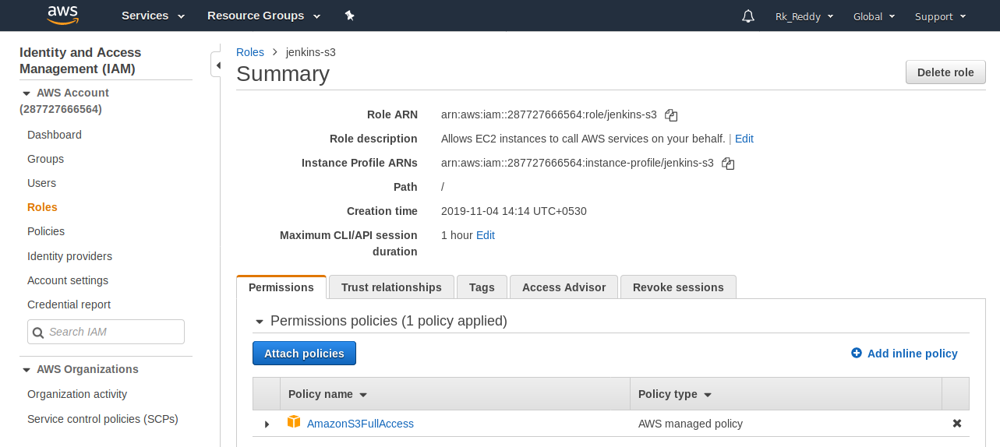 aws Services Resource Groups Rk_Reddy Global Support
Identity and Access
Management (IAM)
AWS Account
(287727666564)
Dashboard
Groups
Users
Roles
Policies
Identity providers
Account settings
Credential report
Search IAM
AWS Organizations
Organization activity
Service control policies (SCPs)
Roles > jenkins-s3
Summary
Delete role
Role ARN arn:aws:iam::287727666564:role/jenkins-s3
Role description Allows EC2 instances to call AWS services on your behalf. | Edit
Instance Profile ARNs arn:aws:iam::287727666564:instance-profile/jenkins-s3
Path /
Creation time 2019-11-04 14:14 UTC+0530
Maximum CLI/API session 1 hour Edit
duration
Permissions Trust relationships Tags Access Advisor Revoke sessions
Permissions policies (1 policy applied)
Attach policies Add inline policy
Policy name Policy type
AmazonS3FullAccess AWS managed policy